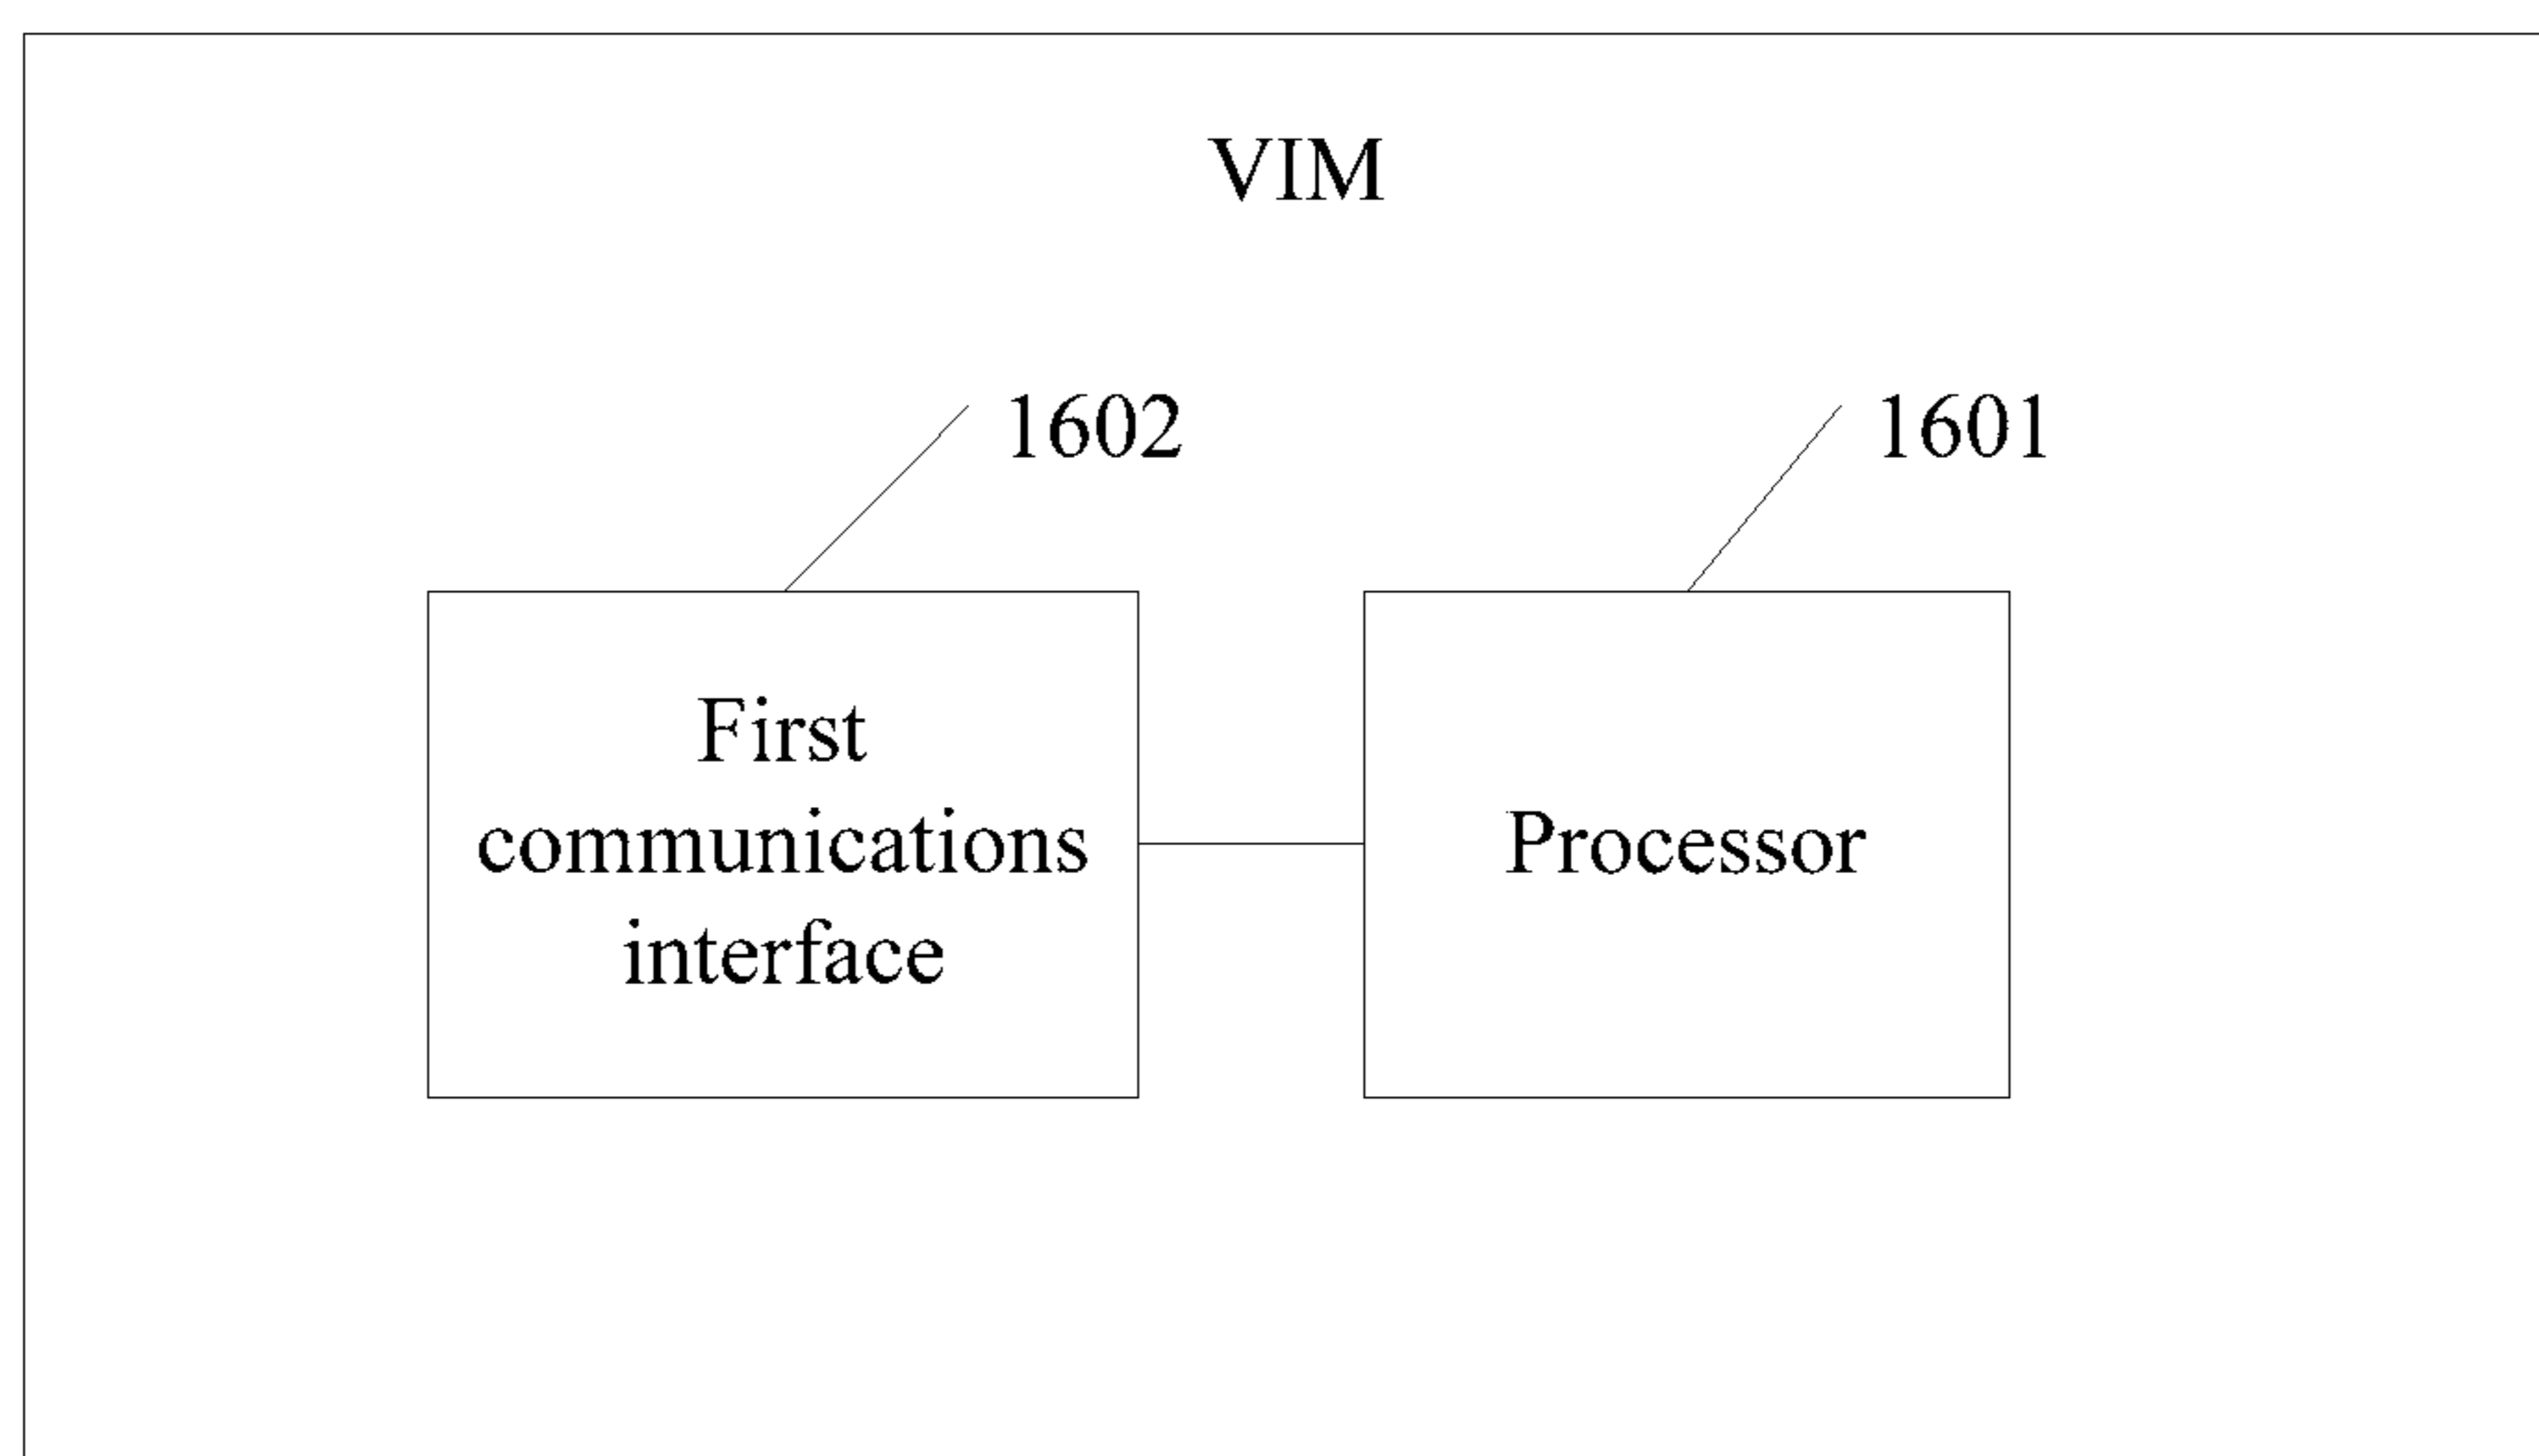 VIM
1602
1601
First
communications
interface
Processor